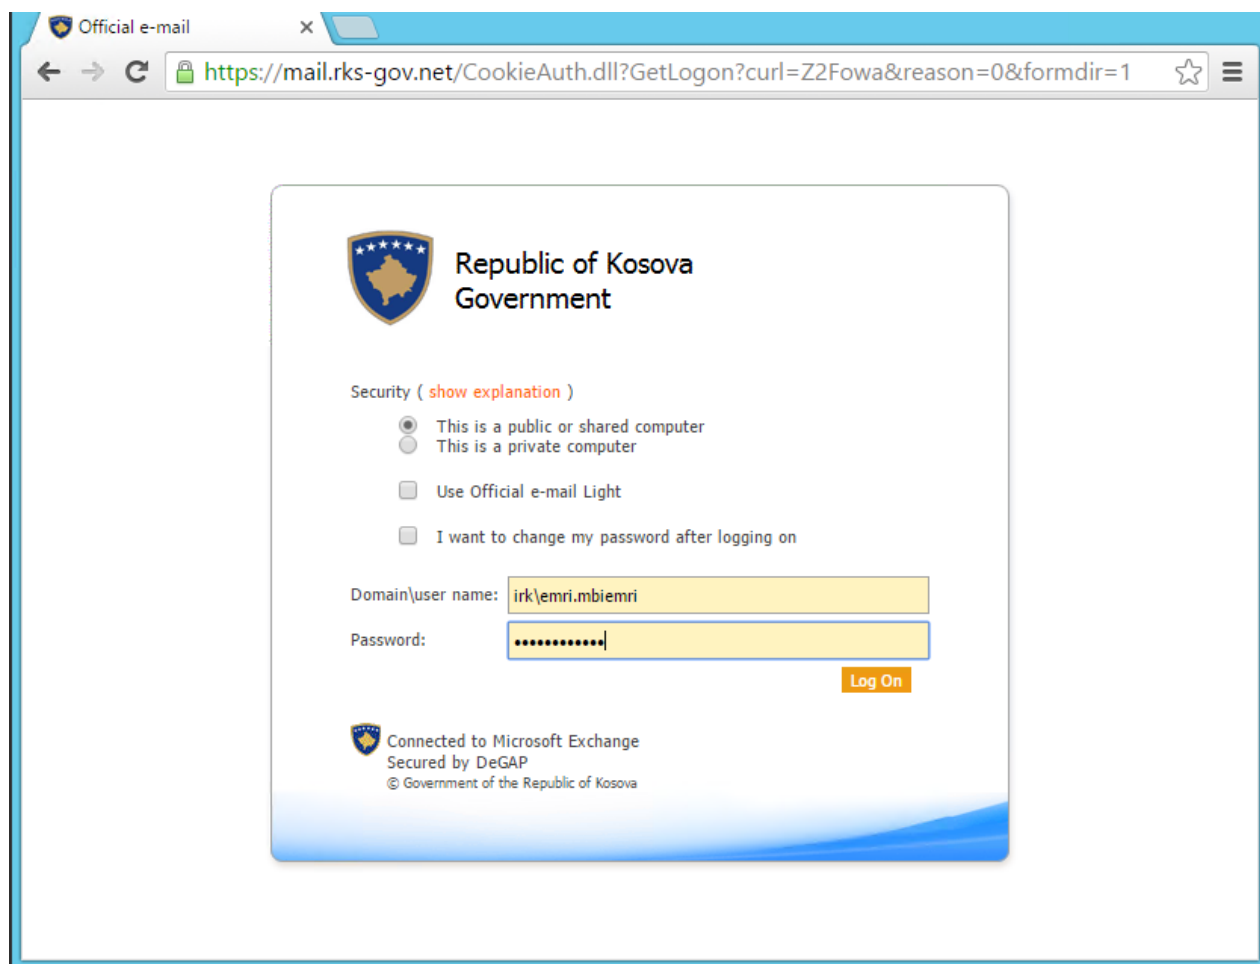 Official e-mail
https://mail.rks-gov.net/CookieAuth.dll?GetLogon?curl=Z2Fowa&reason=0&formdir=1
Republic of Kosova
Government
Security ( show explanation )
This is a public or shared computer
This is a private computer
Use Official e-mail Light
I want to change my password after logging on
Domain\user name: irk\emri.mbiemri
Password: ••••••••••••
Log On
Connected to Microsoft Exchange
Secured by DeGAP
© Government of the Republic of Kosova